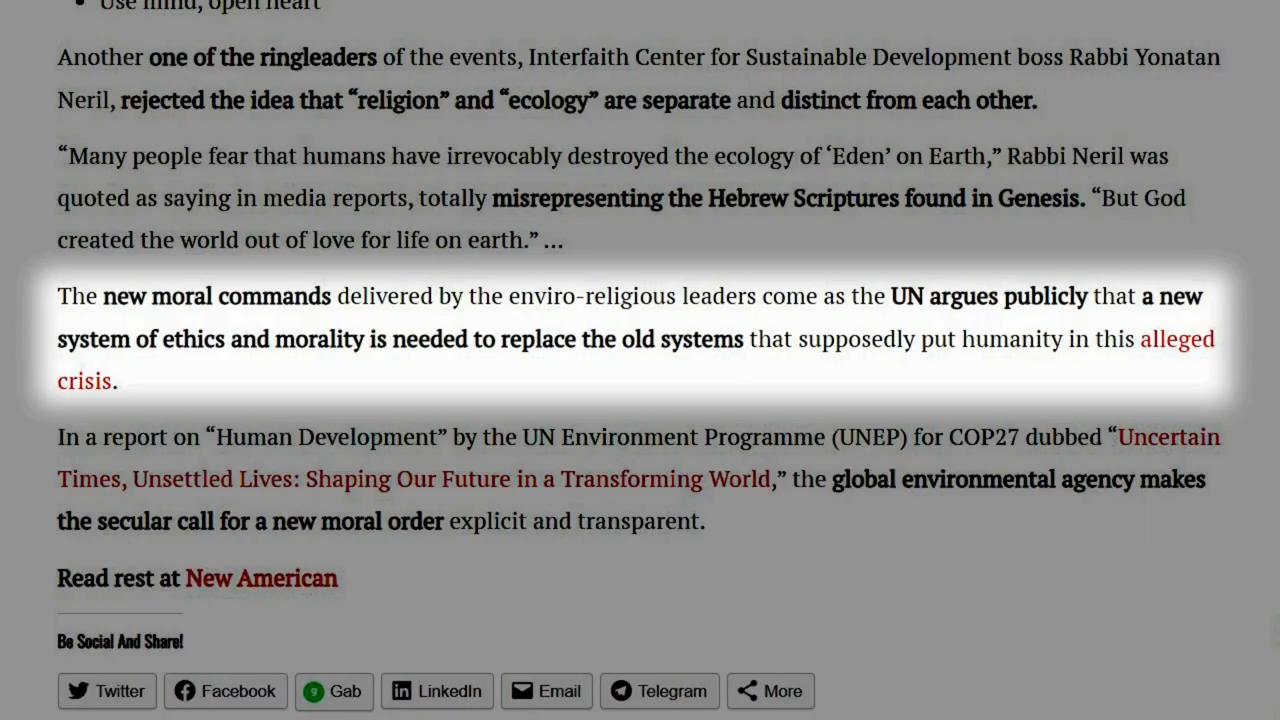 • Use mind, open heart
Another one of the ringleaders of the events, Interfaith Center for Sustainable Development boss Rabbi Yonatan
Neril, rejected the idea that “religion” and “ecology” are separate and distinct from each other.
“Many people fear that humans have irrevocably destroyed the ecology of ‘Eden’ on Earth,” Rabbi Neril was
quoted as saying in media reports, totally misrepresenting the Hebrew Scriptures found in Genesis. “But God
created the world out of love for life on earth.” ...
The new moral commands delivered by the enviro-religious leaders come as the UN argues publicly that a new
system of ethics and morality is needed to replace the old systems that supposedly put humanity in this alleged
crisis.
In a report on “Human Development” by the UN Environment Programme (UNEP) for COP27 dubbed “Uncertain
Times, Unsettled Lives: Shaping Our Future in a Transforming World,” the global environmental agency makes
the secular call for a new moral order explicit and transparent.
Read rest at New American
Be Social And Share!
Twitter Facebook Gab LinkedIn Email Telegram More